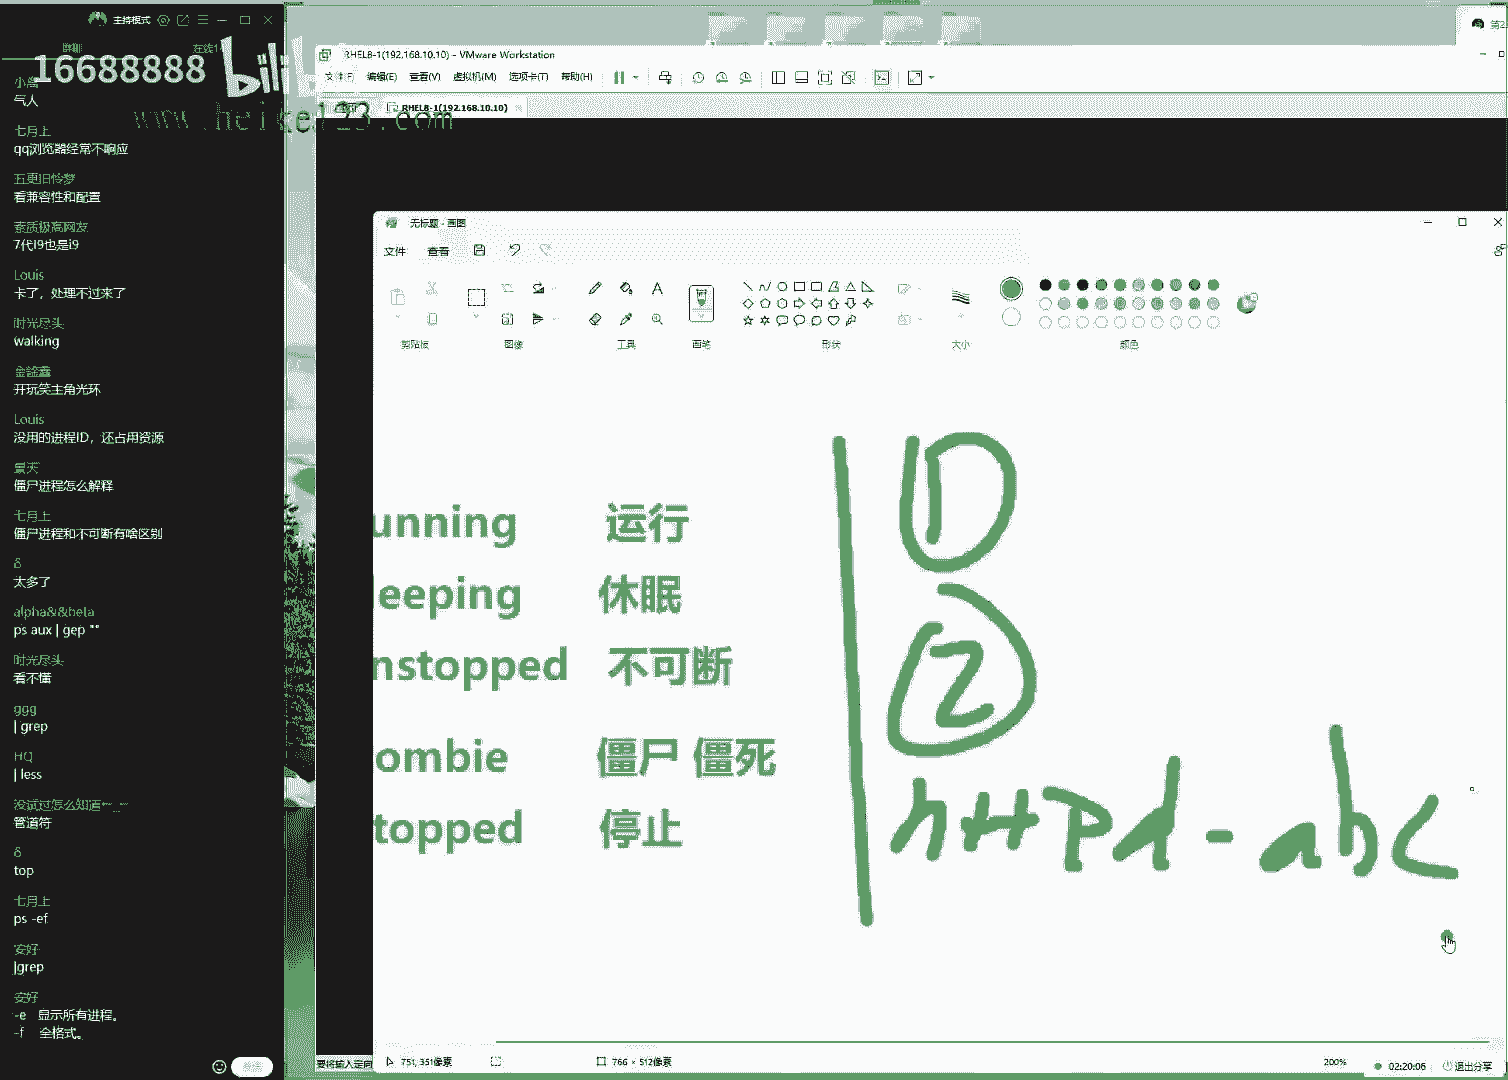 主持模式
16688888
bili
www.heike123.com
气人
七月上
qq浏览器经常不响应
五更旧怜梦
看兼容性和配置
素质极高网友
7代I9也是i9
Louis
卡了，处理不过来了
时光尽头
walking
开玩笑主角光环
Louis
没用的进程ID，还占用资源
僵尸进程怎么解释
七月上
僵尸进程和不可断有啥区别
δ
太多了
alpha&&beta
ps aux | gep ""
时光尽头
看不懂
ggg
| grep
HQ
| less
没试过怎么知道
管道符
δ
top
七月上
ps -ef
安好
|grep
安好
-e 显示所有进程。
-f 全格式。
RHEL8-1(192.168.10.10) - VMware Workstation
文件(F) 编辑(E) 查看(V) 虚拟机(M) 选项卡(T) 帮助(H)
RHEL8-1(192.168.10.10)
无标题 - 画图
文件 查看
剪贴板 图像 工具 画笔 形状 大小 颜色
unning 运行
leeping 休眠
nstopped 不可断
ombie 僵尸 僵死
topped 停止
①
②
httpd-abc
751, 351像素 766 × 512像素 200%
02:20:06 退出分享